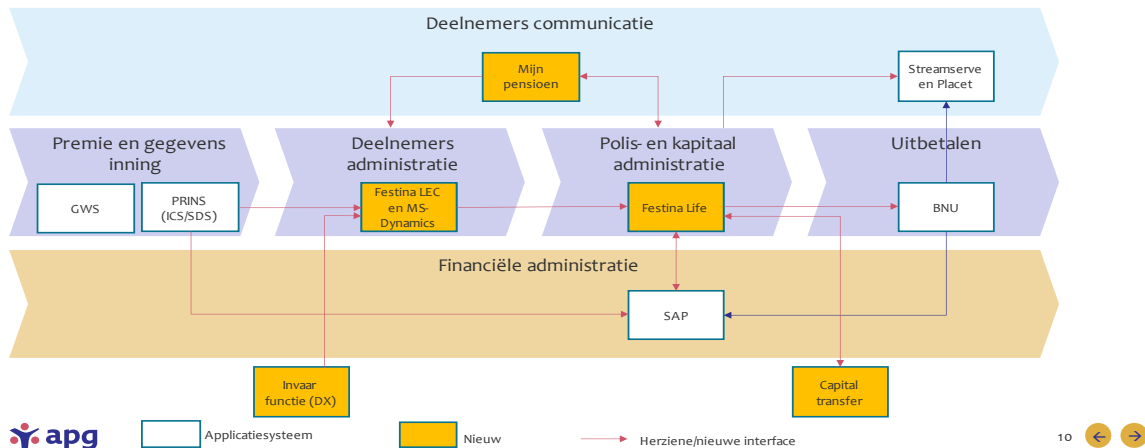 Deelnemers communicatie
Mijn
pensioen
Streamserve
en Placet
Premie en gegevens
inning
Deelnemers
administratie
Polis- en kapitaal
administratie
Uitbetalen
GWS
PRINS
(ICS/SDS)
Festina LEC
en MS-
Dynamics
Festina Life
BNU
Financiële administratie
SAP
Invaar
functie (DX)
Capital
transfer
apg
Applicatiesysteem
Nieuw
Herziene/nieuwe interface
10